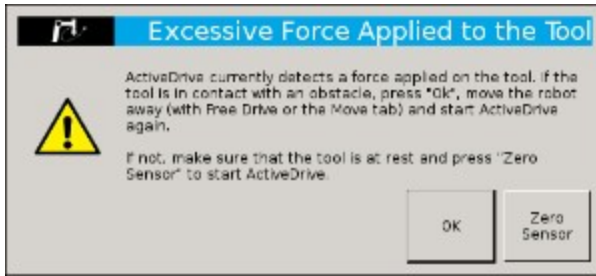 Excessive Force Applied to the Tool
ActiveDrive currently detects a force applied on the tool. If the
tool is in contact with an obstacle, press "Ok", move the robot
away (with Free Drive or the Move tab) and start ActiveDrive
again.
If not, make sure that the tool is at rest and press "Zero
Sensor" to start ActiveDrive.
OK
Zero
Sensor